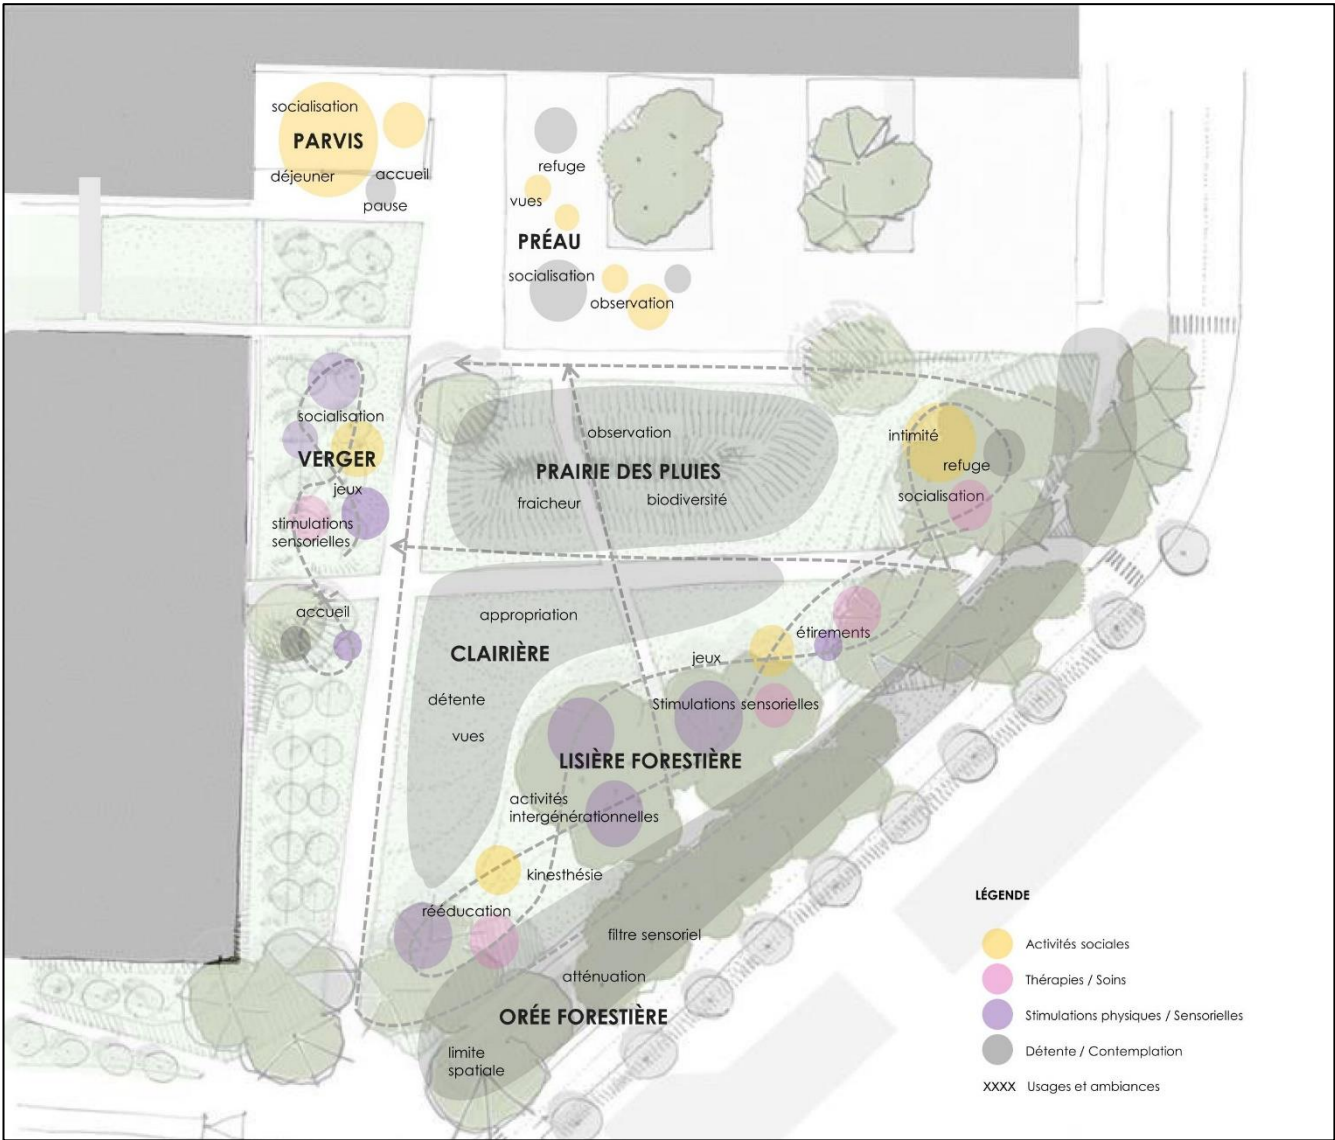 socialisation
PARVIS
déjeuner
accueil
pause
refuge
vues
PRÉAU
socialisation
observation
socialisation
VERGER
jeux
stimulations
sensorielles
accueil
observation
PRAIRIE DES PLUIES
fraicheur
biodiversité
intimité
refuge
socialisation
appropriation
CLAIRIÈRE
détente
vues
étirements
jeux
Stimulations sensorielles
LISIÈRE FORESTIÈRE
activités
intergénérationnelles
kinesthésie
rééducation
filtre sensoriel
atténuation
ORÉE FORESTIÈRE
limite
spatiale
LÉGENDE
Activités sociales
Thérapies / Soins
Stimulations physiques / Sensorielles
Détente / Contemplation
XXXX Usages et ambiances